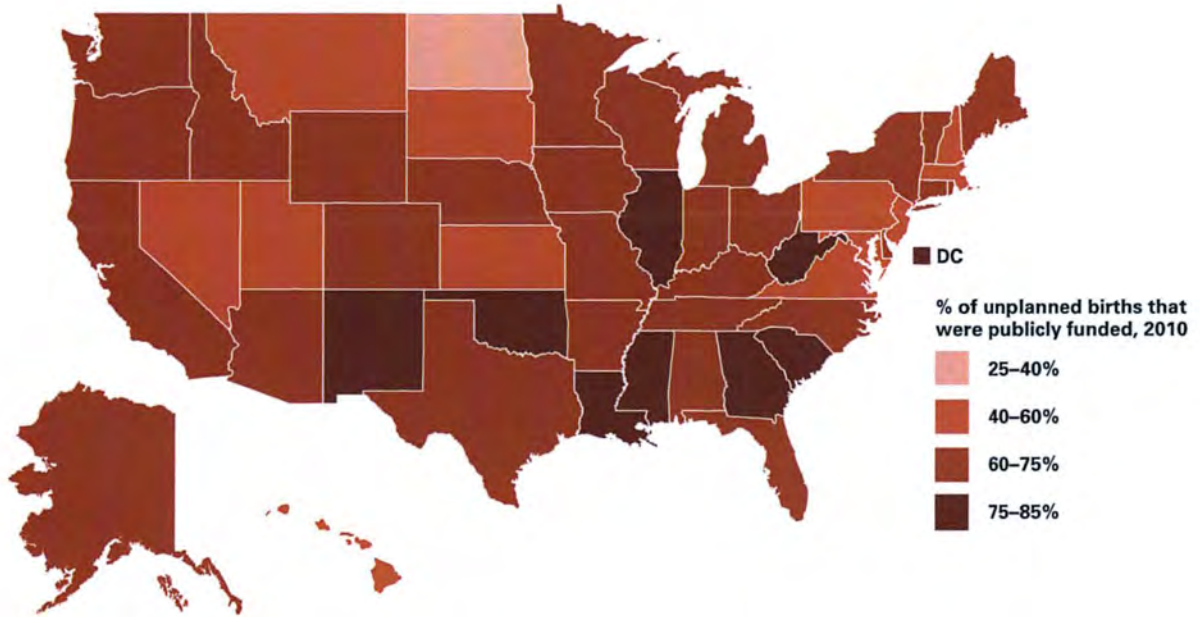 DC
% of unplanned births that
were publicly funded, 2010
25–40%
40–60%
60–75%
75–85%